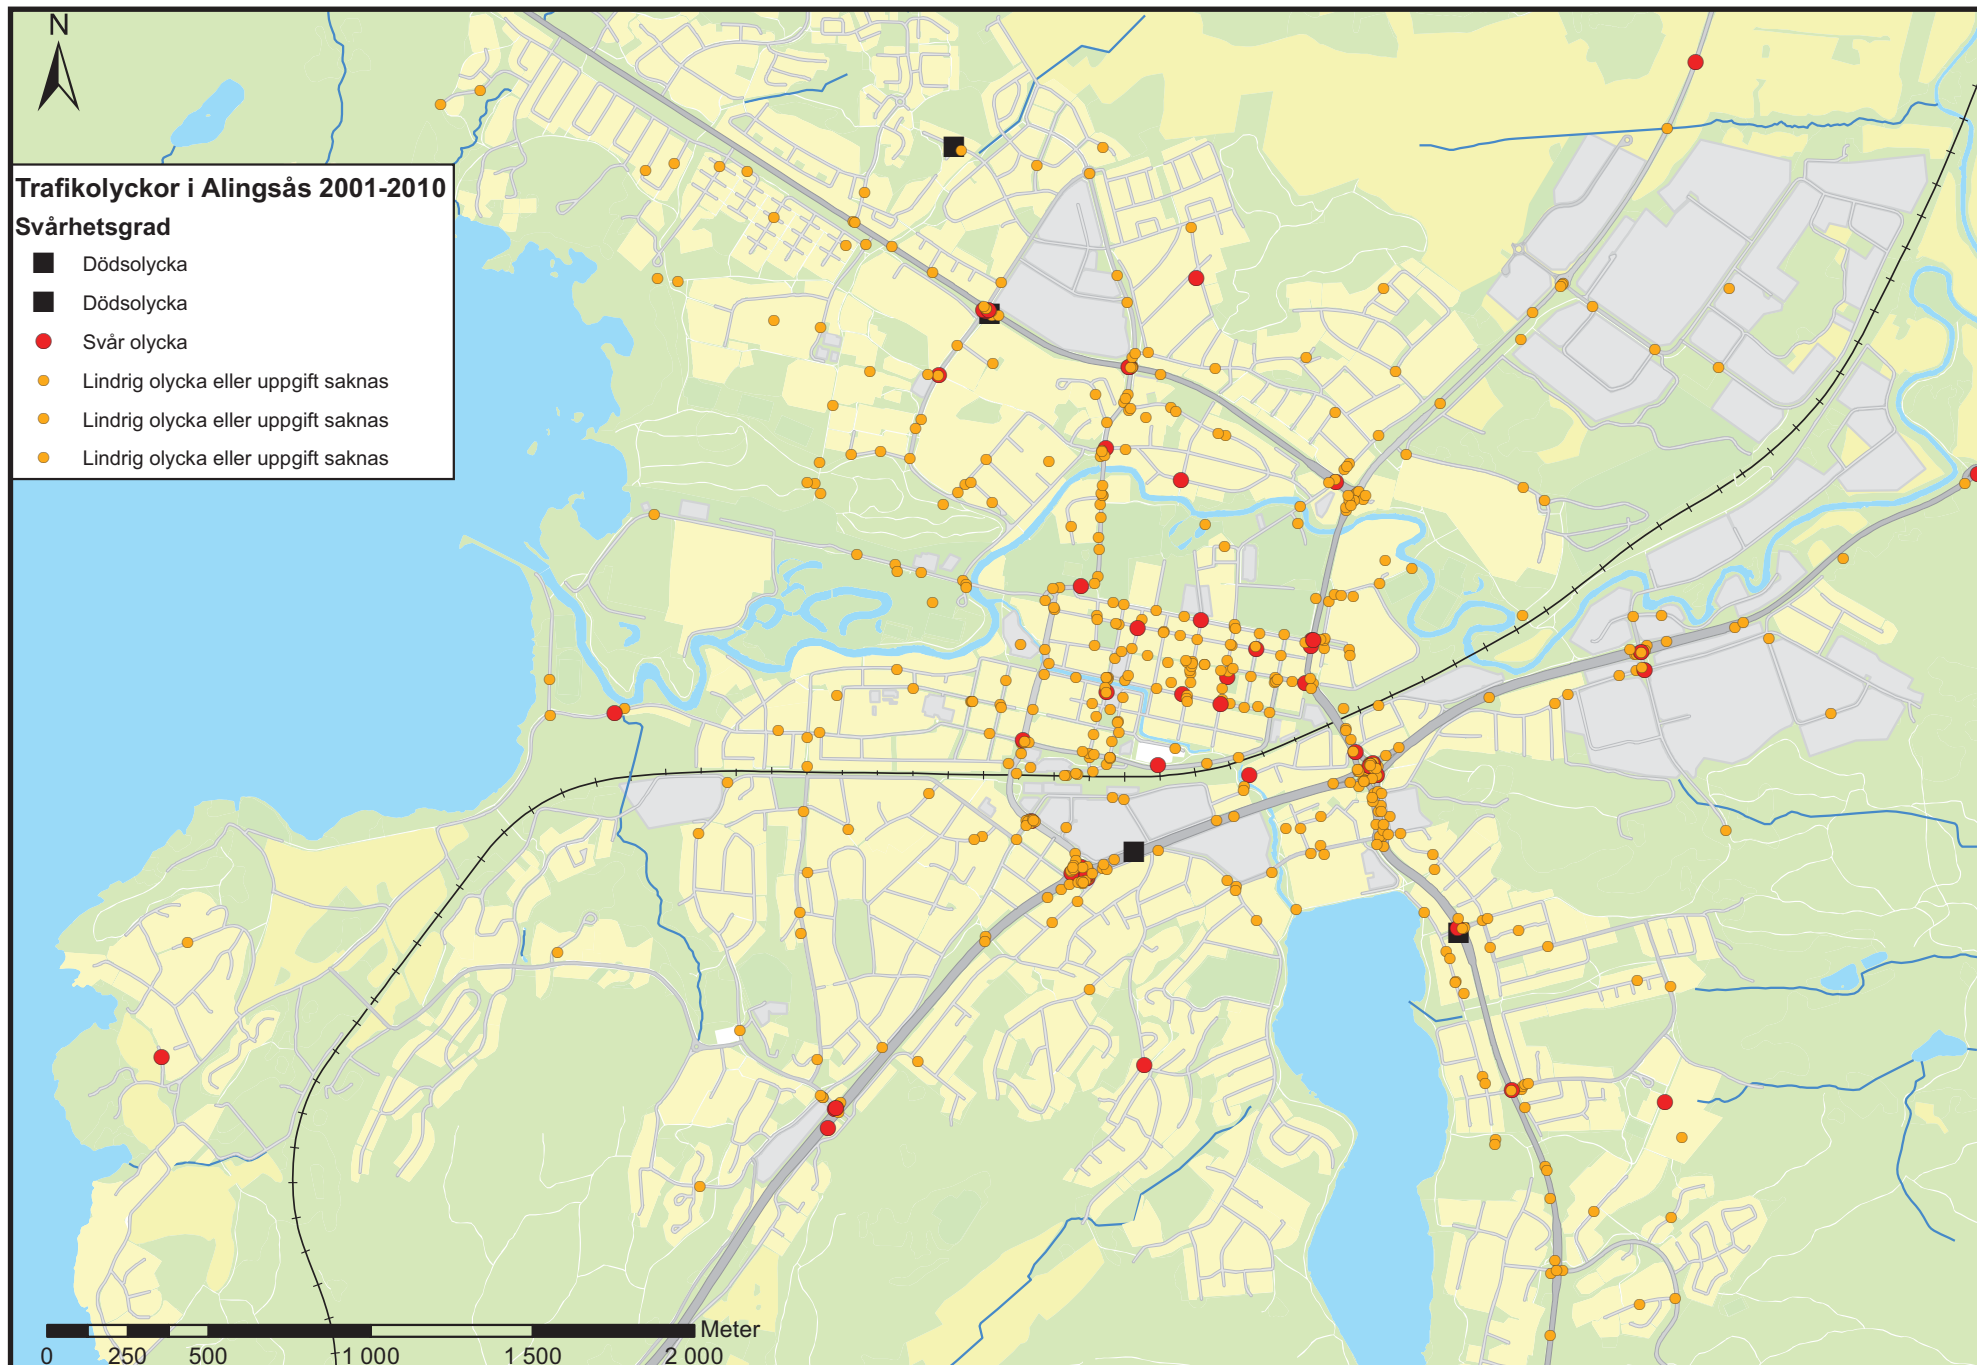 N
Trafikolyckor i Alingsås 2001-2010
Svårhetsgrad
Dödsolycka
Dödsolycka
Svår olycka
Lindrig olycka eller uppgift saknas
Lindrig olycka eller uppgift saknas
Lindrig olycka eller uppgift saknas
Meter
0 250 500 1 000 1 500 2 000